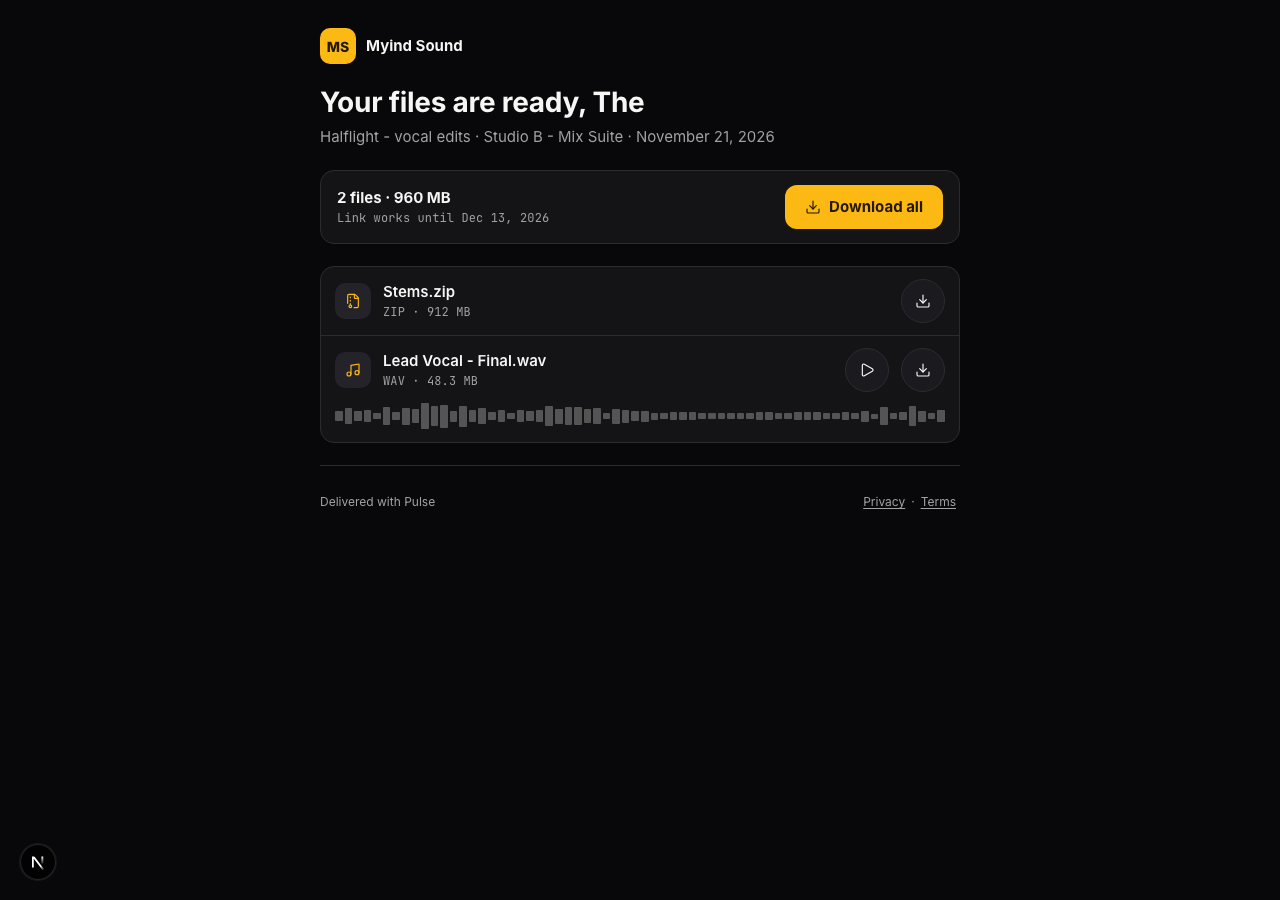 MS
Myind Sound
Your files are ready, The
Halflight - vocal edits · Studio B - Mix Suite · November 21, 2026
2 files · 960 MB
Link works until Dec 13, 2026
Download all
Stems.zip
ZIP · 912 MB
Lead Vocal - Final.wav
WAV · 48.3 MB
Delivered with Pulse
Privacy · Terms
N